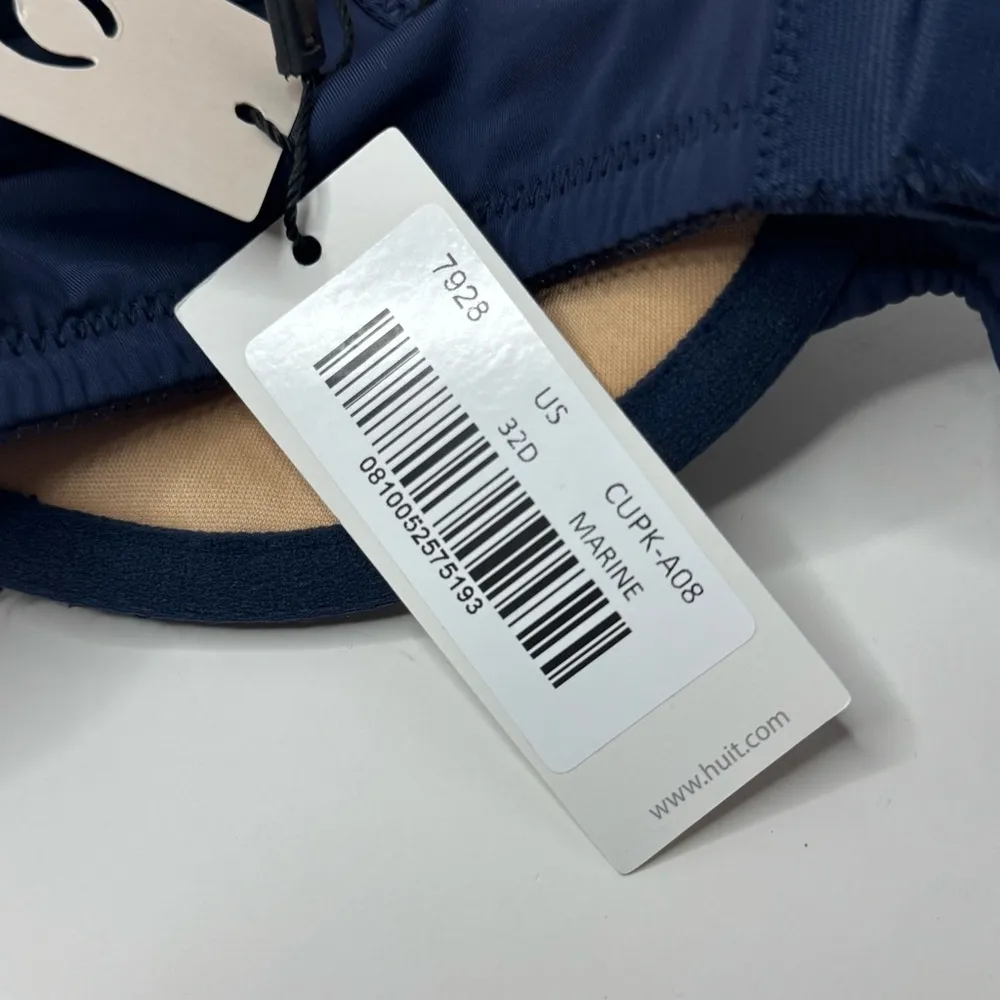 7928
US
32D
CUPK-A08
MARINE
0810052575193
www.huit.com